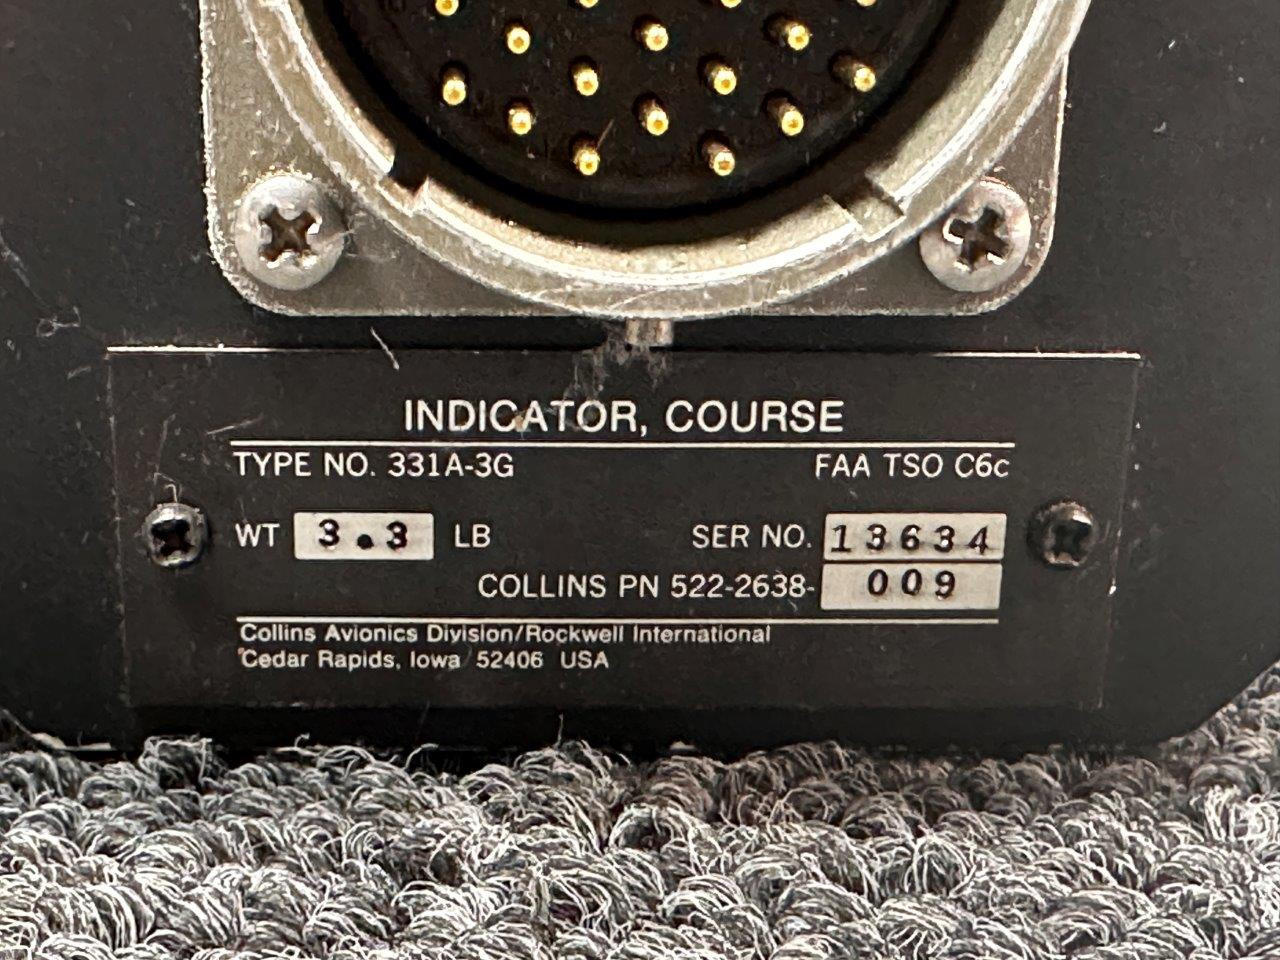 INDICATOR, COURSE
TYPE NO. 331A-3G FAA TSO C6c
WT 3.3 LB SER NO. 13634
COLLINS PN 522-2638- 009
Collins Avionics Division/Rockwell International
Cedar Rapids, Iowa 52406 USA